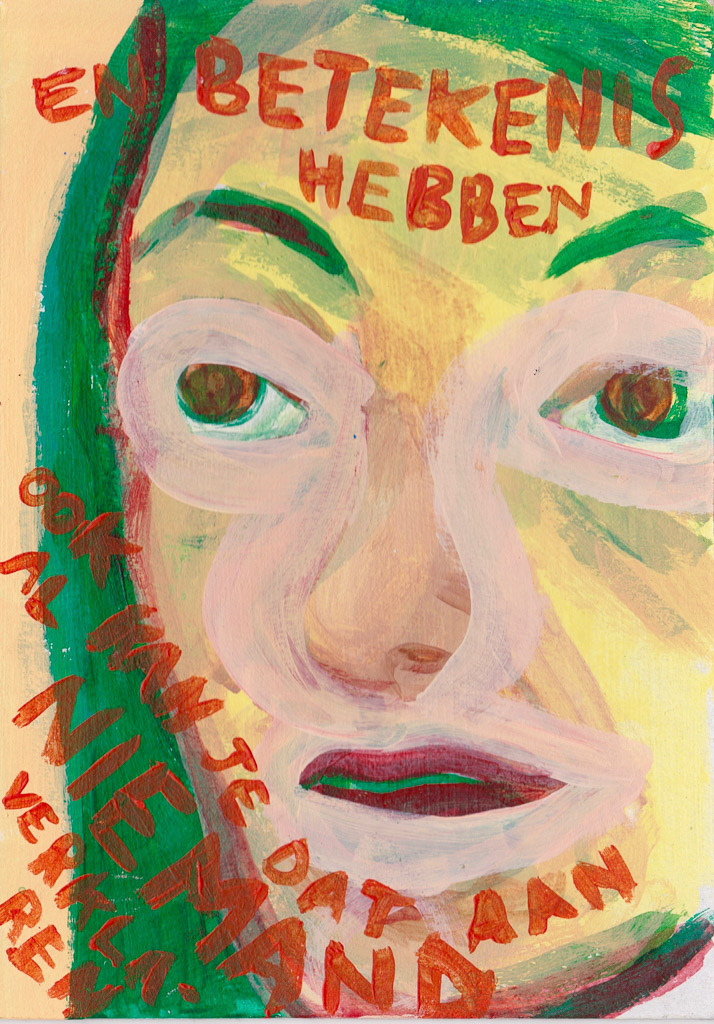 EN BETEKENIS
HEBBEN
OOK
AL KAN JE DAT AAN
NIEMAND
VERKLA-
REN.